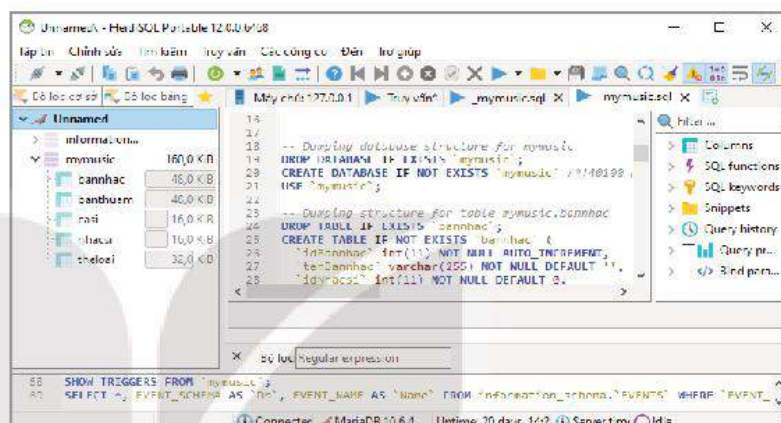 Unnamed\ - HeidiSQL Portable 12.0.0.6468
Tập tin Chỉnh sửa Tìm kiếm Truy vấn Các công cụ Đến Trợ giúp
Bộ lọc cơ sở Bộ lọc bảng Máy chủ: 127.0.0.1 Truy vấn* _mymusic.sql mymusic.sql
Unnamed
information...
mymusic 160,0 KiB
bannhac 48,0 KiB
banthuam 48,0 KiB
casi 16,0 KiB
nhacsi 16,0 KiB
theloai 32,0 KiB
16
17
18 -- Dumping database structure for mymusic
19 DROP DATABASE IF EXISTS `mymusic`;
20 CREATE DATABASE IF NOT EXISTS `mymusic` /*!40100
21 USE `mymusic`;
22
23 -- Dumping structure for table mymusic.bannhac
24 DROP TABLE IF EXISTS `bannhac`;
25 CREATE TABLE IF NOT EXISTS `bannhac` (
26 `idBannhac` int(11) NOT NULL AUTO_INCREMENT,
27 `tenBannhac` varchar(255) NOT NULL DEFAULT '',
28 int(11) NOT NULL DEFAULT 0,
Filter...
Columns
SQL functions
SQL keywords
Snippets
Query history
Query pr...
Bind para...
Bộ lọc Regular expression
SHOW TRIGGERS FROM `mymusic`;
SELECT *, EVENT_SCHEMA AS `Db`, EVENT_NAME AS `Name` FROM information_schema.`EVENTS` WHERE `EVENT_
Connected MariaDB 10.6.4 Uptime: 20 days, Server time Idle